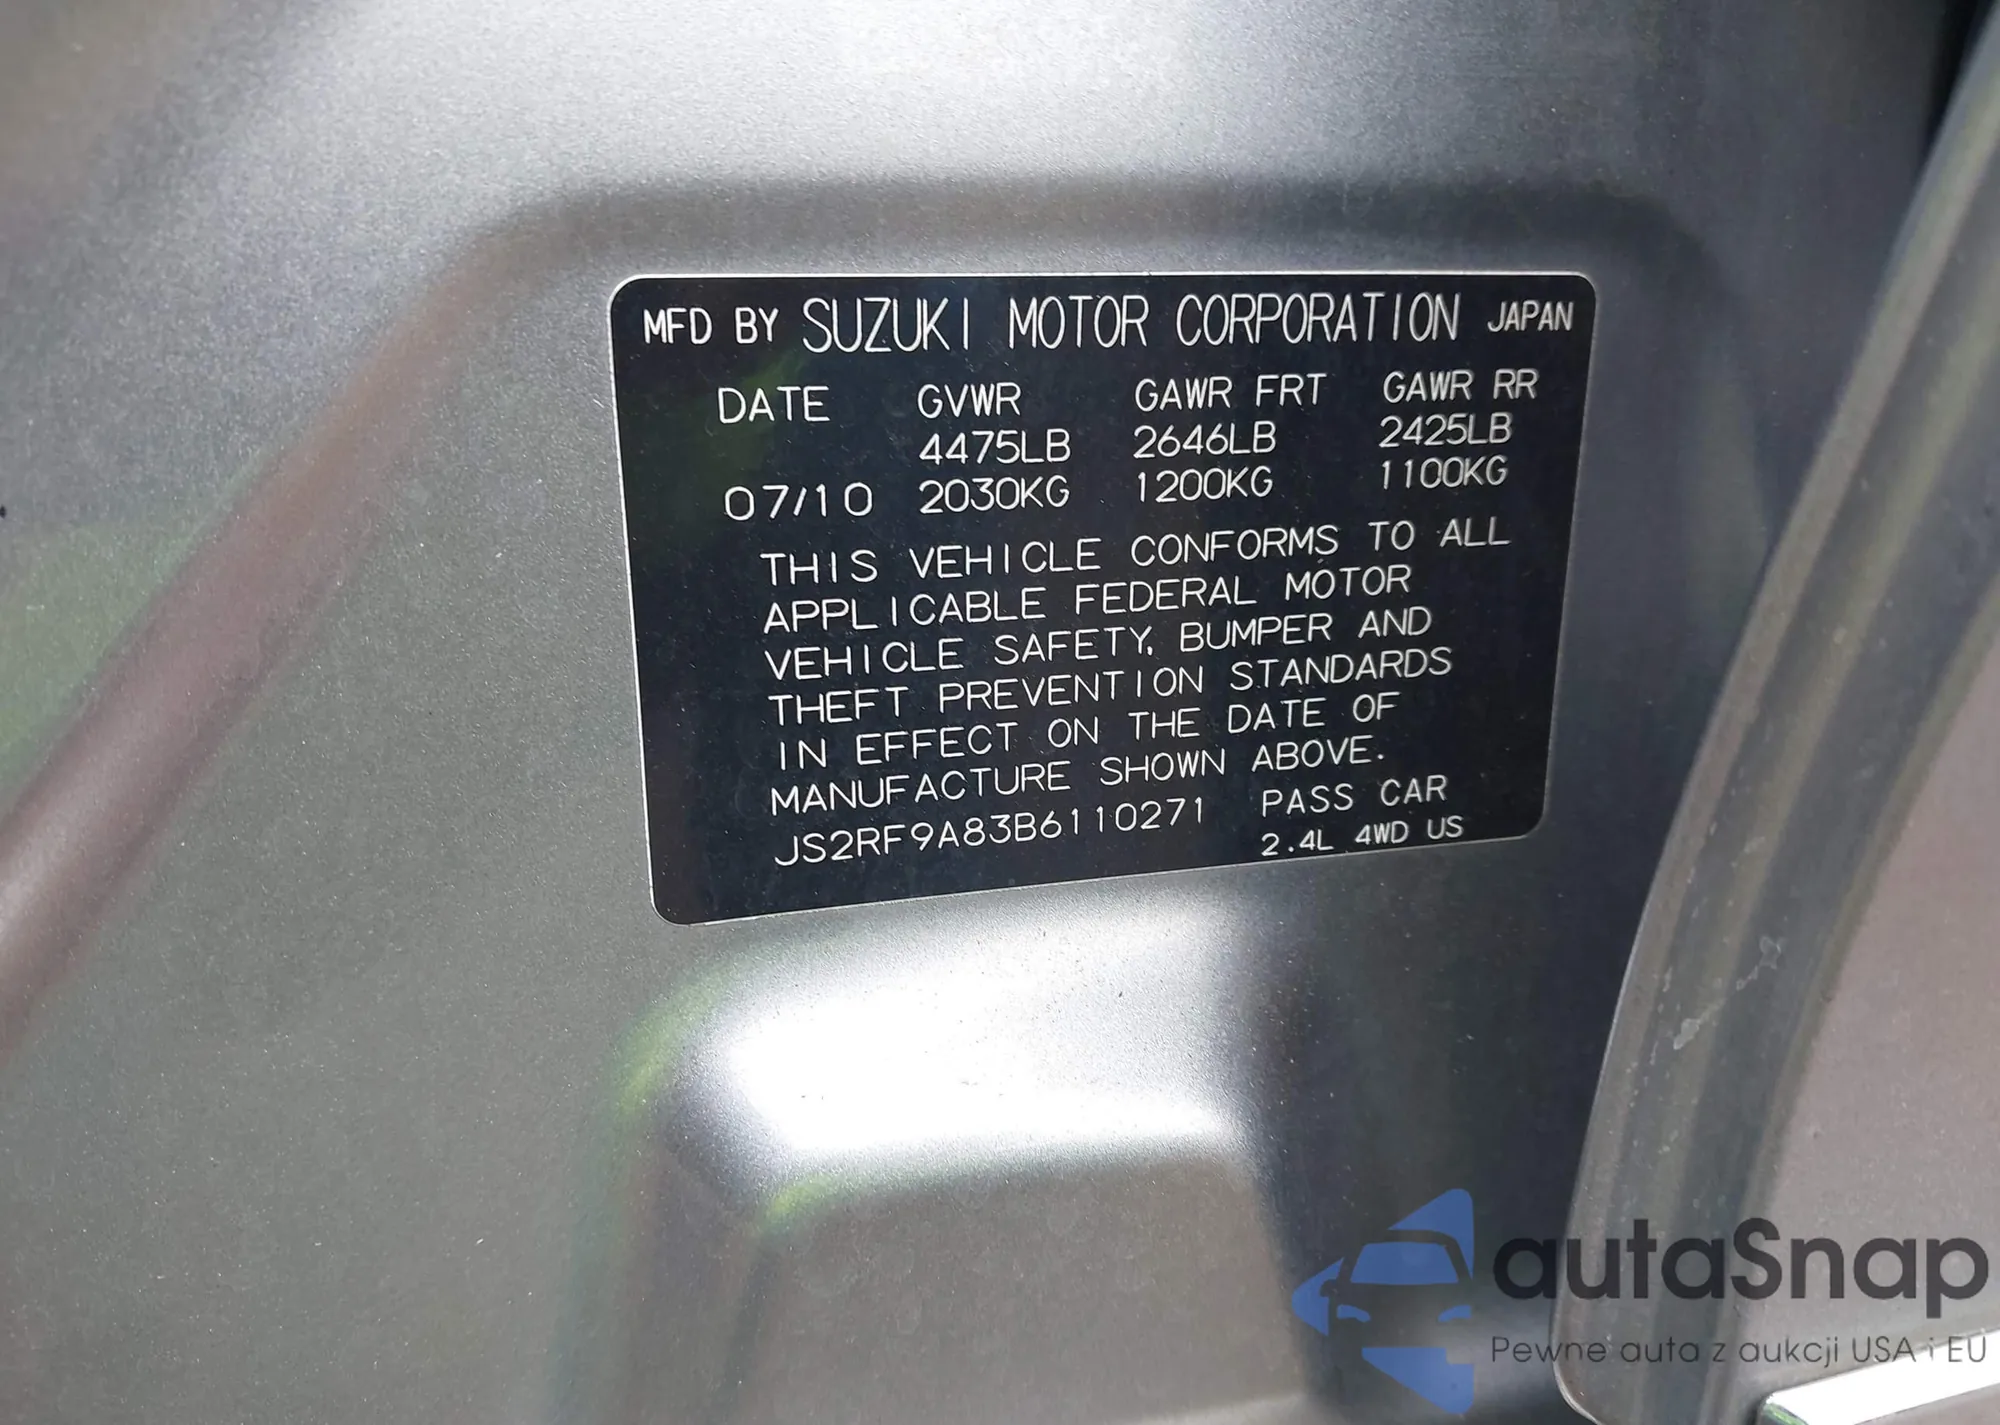 MFD BY SUZUKI MOTOR CORPORATION JAPAN
DATE GVWR GAWR FRT GAWR RR
4475LB 2646LB 2425LB
07/10 2030KG 1200KG 1100KG
THIS VEHICLE CONFORMS TO ALL
APPLICABLE FEDERAL MOTOR
VEHICLE SAFETY, BUMPER AND
THEFT PREVENTION STANDARDS
IN EFFECT ON THE DATE OF
MANUFACTURE SHOWN ABOVE.
JS2RF9A83B6110271 PASS CAR
2.4L 4WD US
autaSnap
Pewne auta z aukcji USA i EU